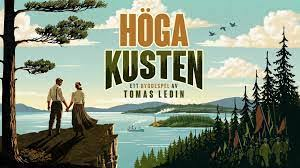 HÖGA
KUSTEN
ETT BYGDESPEL AV
TOMAS LEDIN